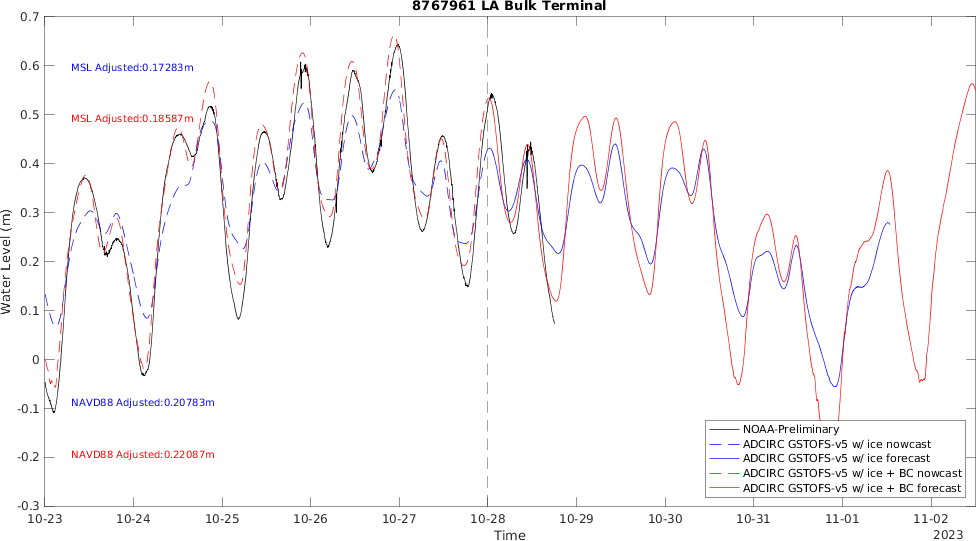 8767961 LA Bulk Terminal
0.7
0.6
0.5
0.4
0.3
0.2
0.1
0
-0.1
-0.2
-0.3
Water Level (m)
MSL Adjusted:0.17283m
MSL Adjusted:0.18587m
NAVD88 Adjusted:0.20783m
NAVD88 Adjusted:0.22087m
NOAA-Preliminary
ADCIRC GSTOFS-v5 w/ ice nowcast
ADCIRC GSTOFS-v5 w/ ice forecast
ADCIRC GSTOFS-v5 w/ ice + BC nowcast
ADCIRC GSTOFS-v5 w/ ice + BC forecast
10-23 10-24 10-25 10-26 10-27 10-28 10-29 10-30 10-31 11-01 11-02
Time
2023